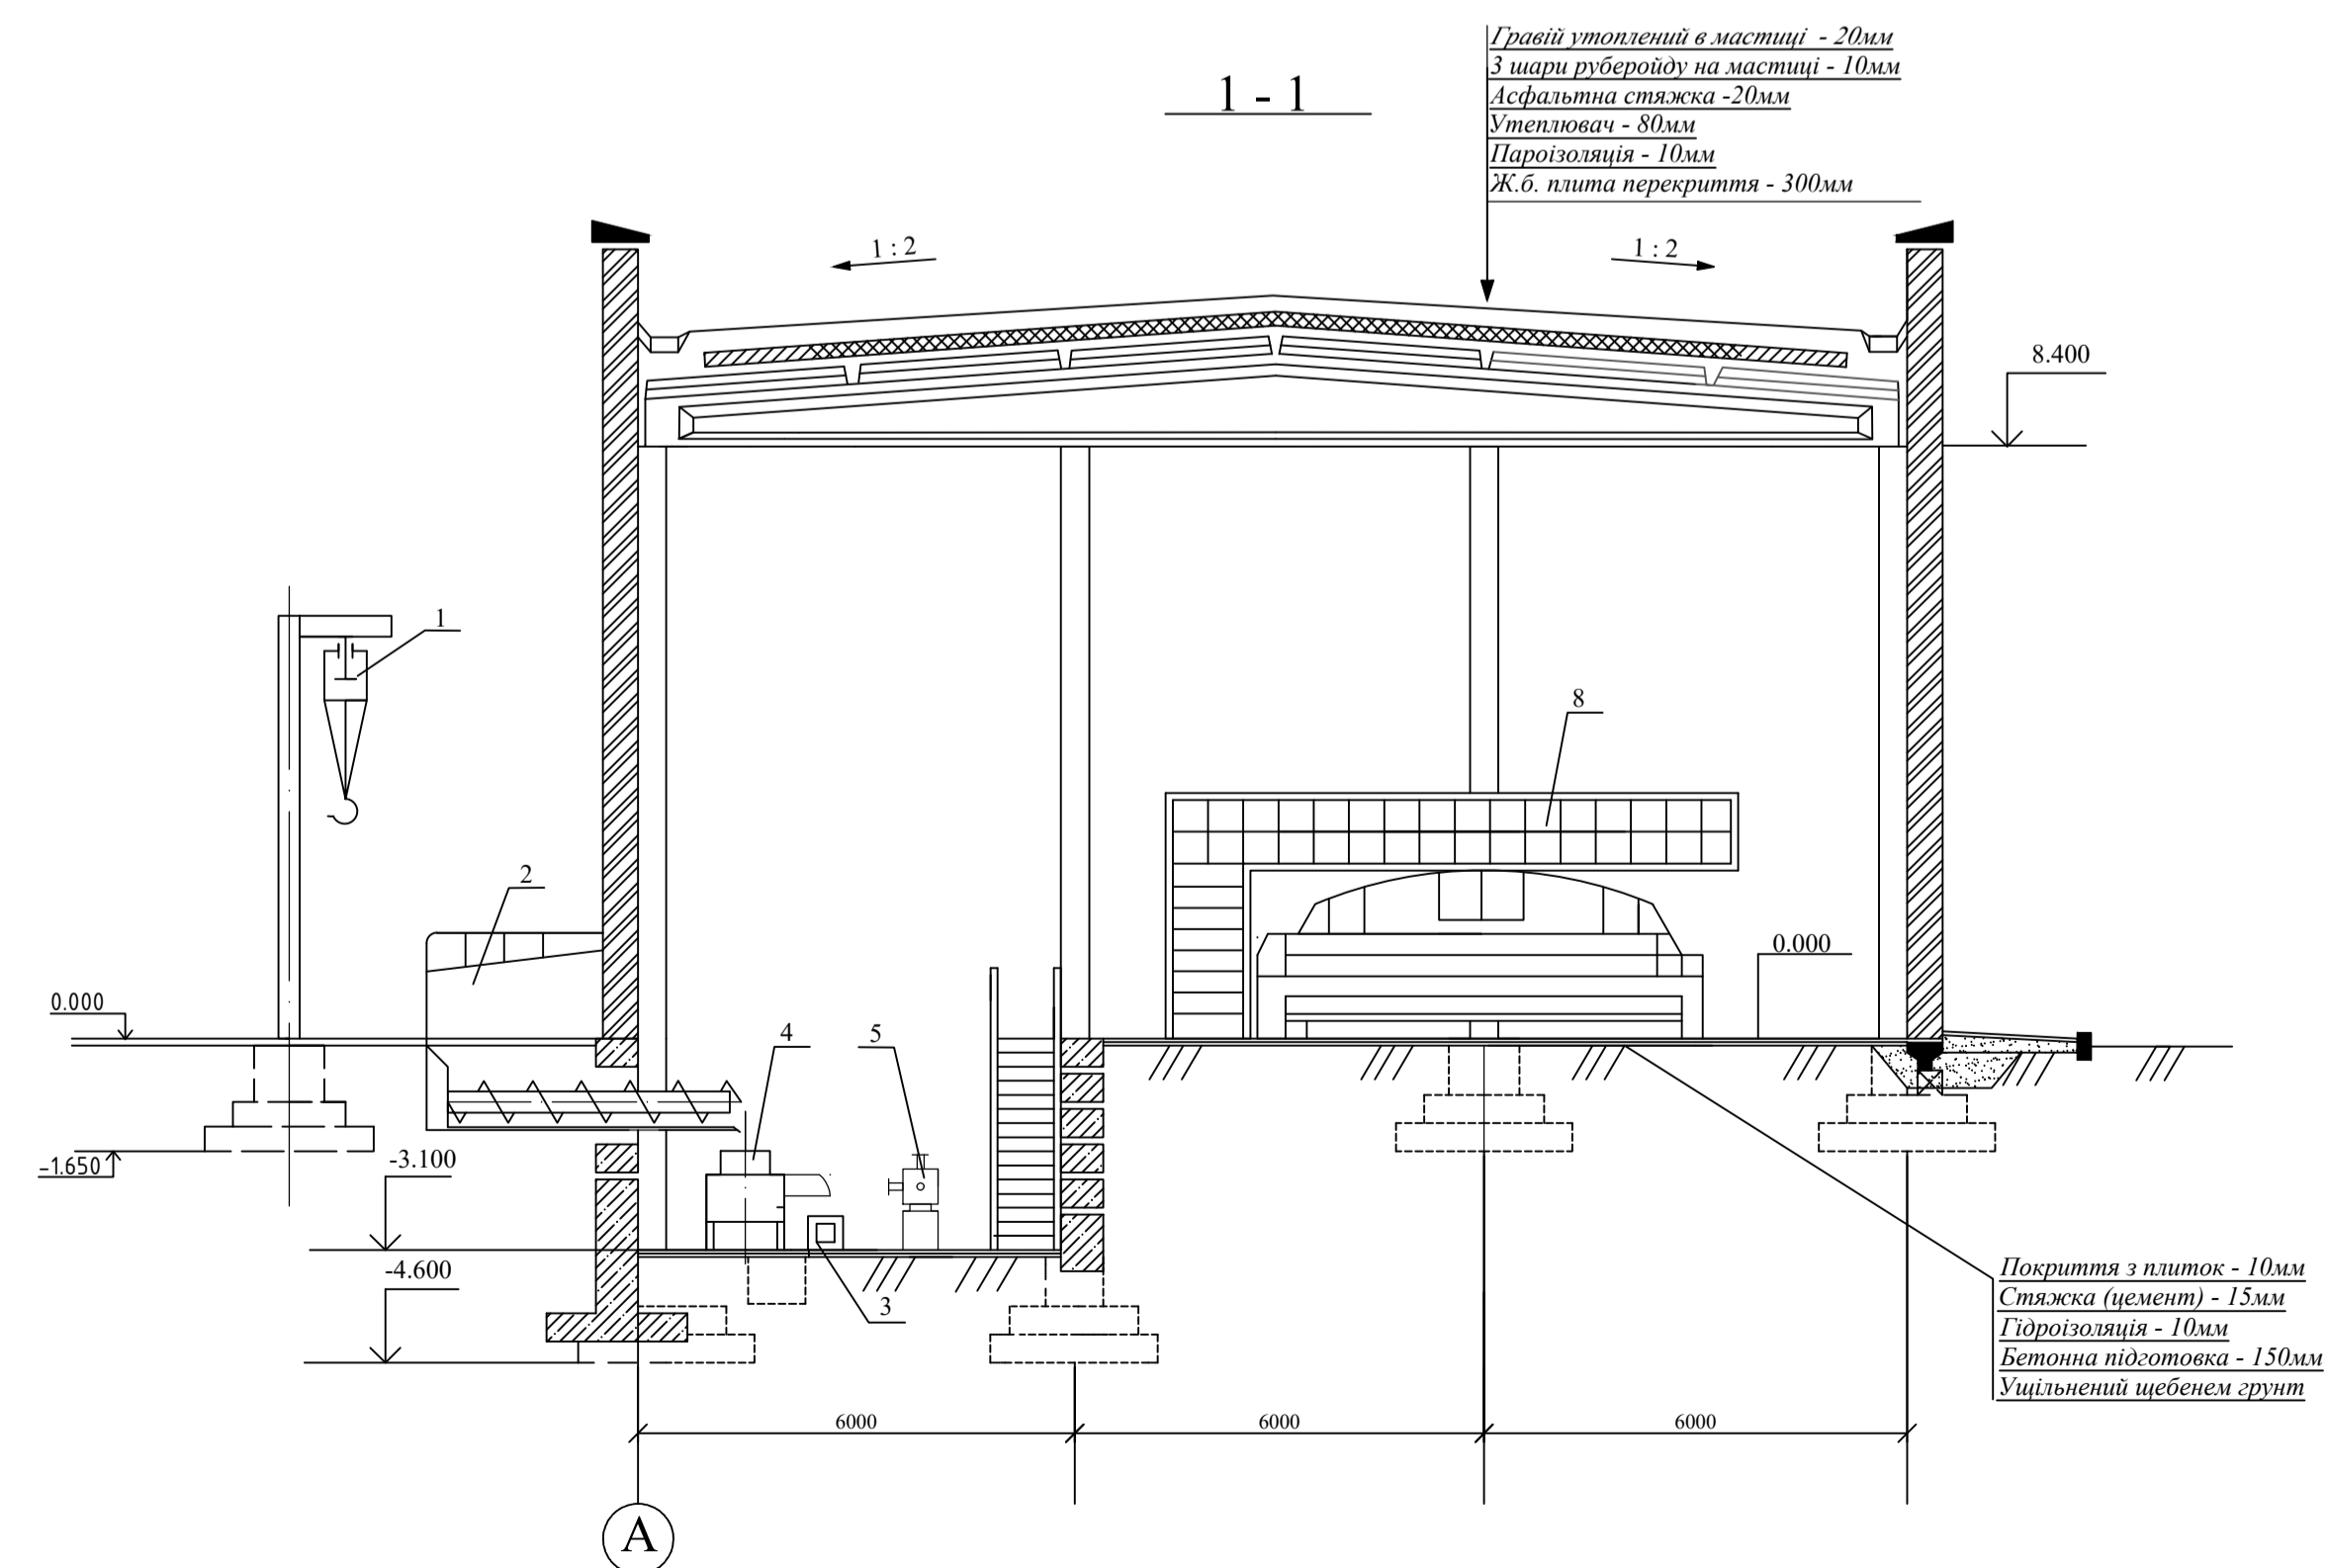 Гравій утоплений в мастиці - 20мм
3 шари руберойду на мастиці - 10мм
Асфальтна стяжка -20мм
Утеплювач - 80мм
Пароізоляція - 10мм
Ж.б. плита перекриття - 300мм
1 - 1
1 : 2
1 : 2
8.400
1
8
2
0.000
0.000
4
5
-1.650
-3.100
-4.600
3
Покриття з плиток - 10мм
Стяжка (цемент) - 15мм
Гідроізоляція - 10мм
Бетонна підготовка - 150мм
Ущільнений щебенем грунт
6000
6000
6000
А